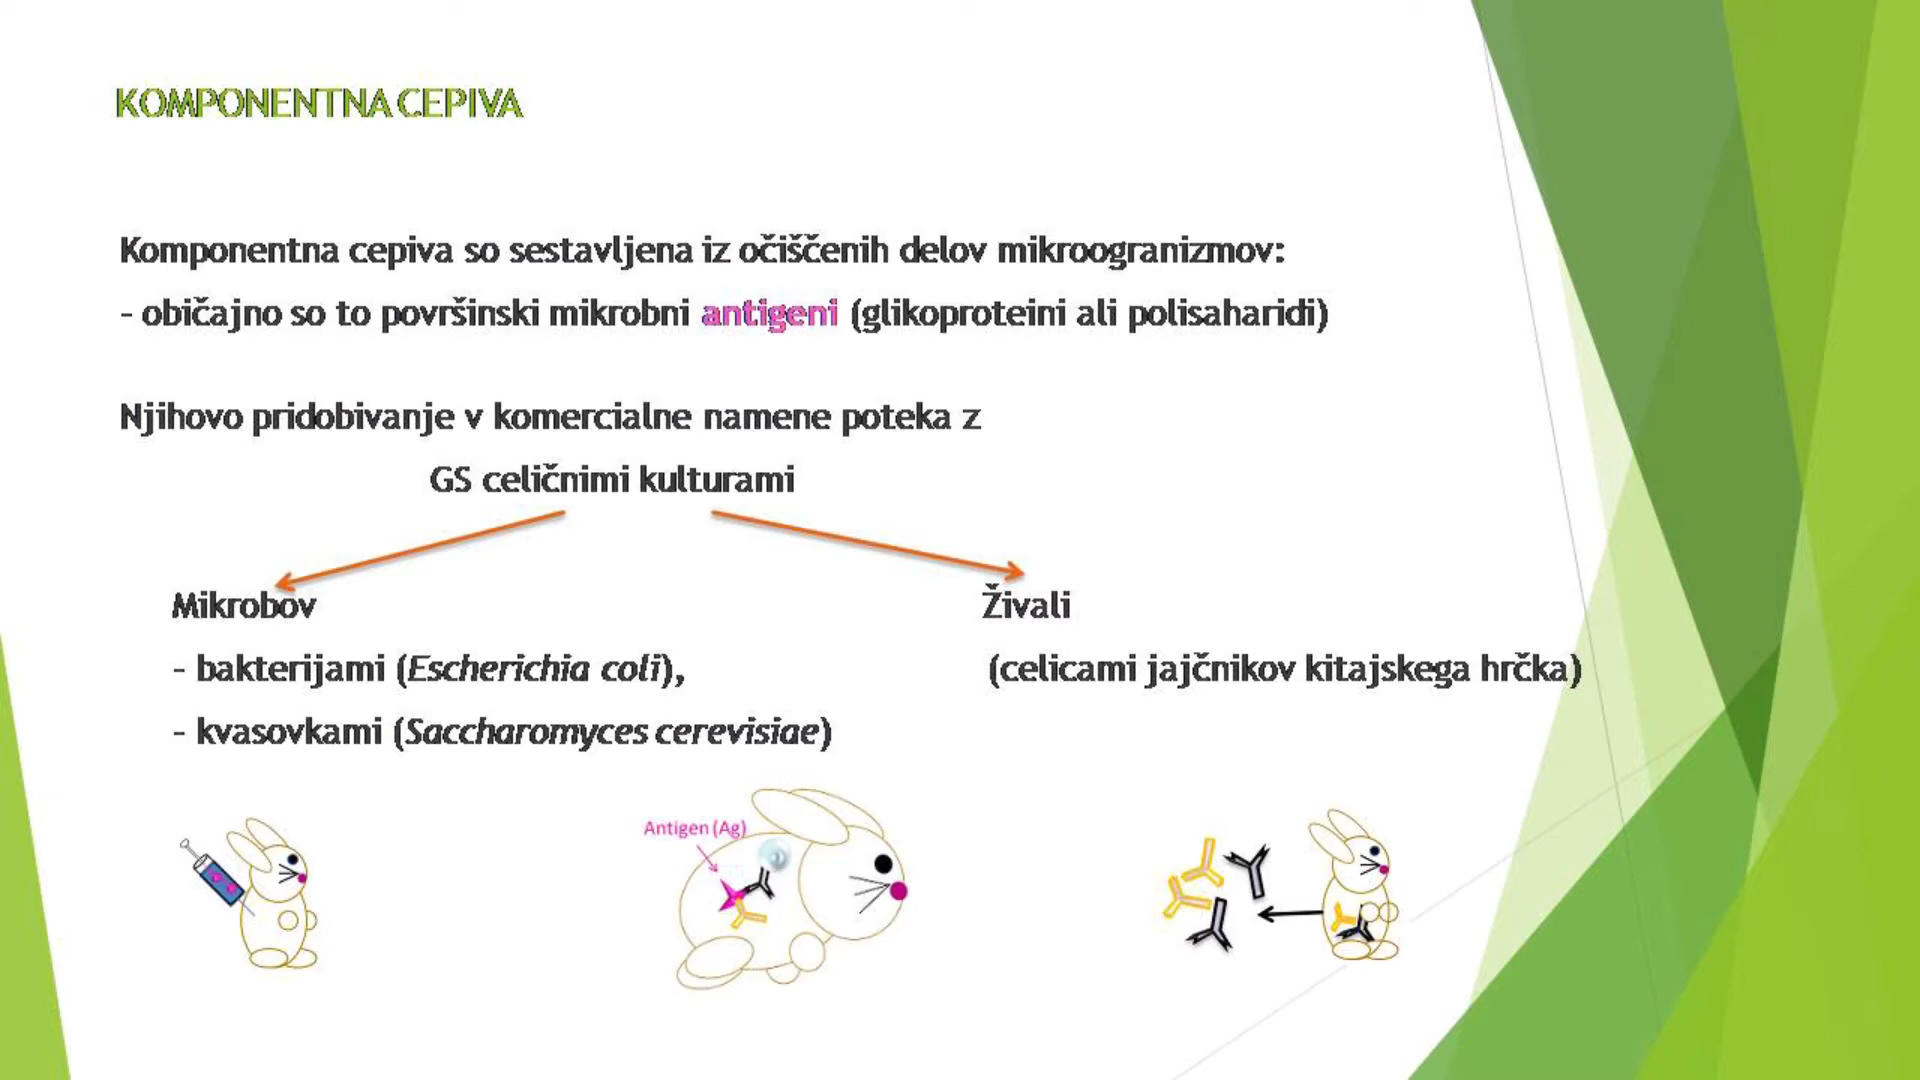 KOMPONENTNA CEPIVA
Komponentna cepiva so sestavljena iz očiščenih delov mikroogranizmov:
- običajno so to površinski mikrobni antigeni (glikoproteini ali polisaharidi)
Njihovo pridobivanje v komercialne namene poteka z
GS celičnimi kulturami
Mikrobov
- bakterijami (Escherichia coli),
- kvasovkami (Saccharomyces cerevisiae)
Živali
(celicami jajčnikov kitajskega hrčka)
Antigen (Ag)